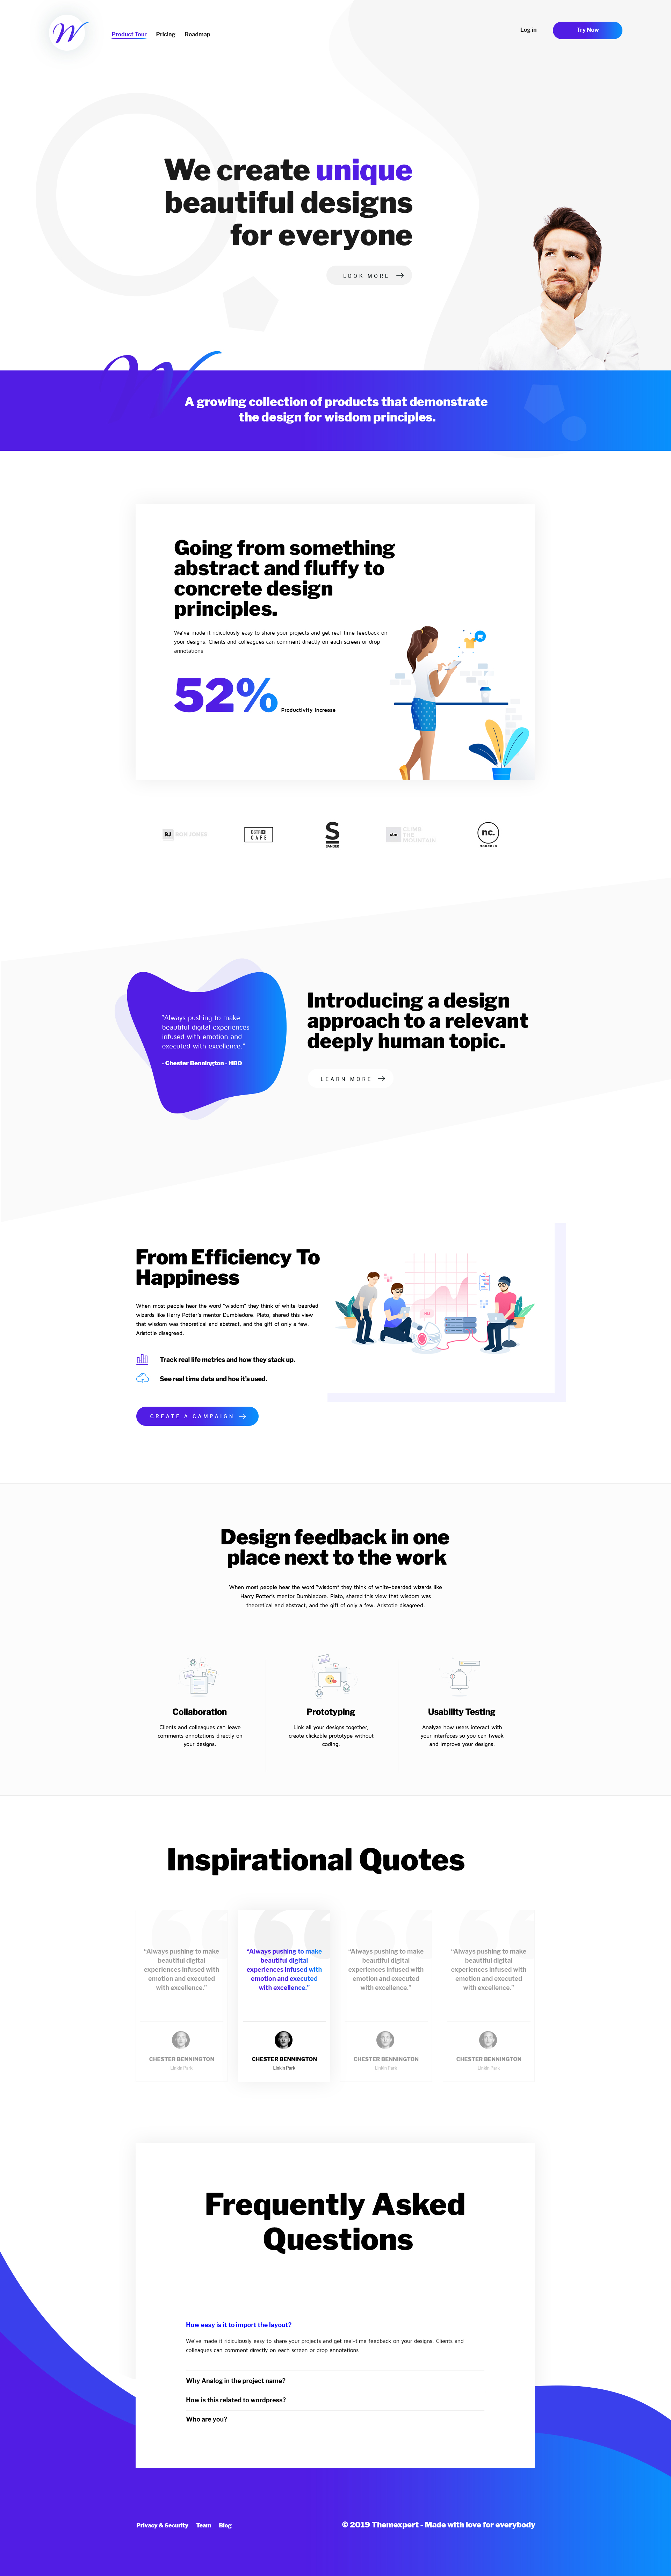 W
Product Tour Pricing Roadmap
Log in
Try Now
We create unique
beautiful designs
for everyone
LOOK MORE
W
A growing collection of products that demonstrate
the design for wisdom principles.
Going from something
abstract and fluffy to
concrete design
principles.
We've made it ridiculously easy to share your projects and get real-time feedback on
your designs. Clients and colleagues can comment directly on each screen or drop
annotations
52% Productivity Increase
RJ ROM JONES
OSTRICH
CAFE
S
SANDER
CLIMB
THE
MOUNTAIN
nc.
NORCOLD
"Always pushing to make
beautiful digital experiences
infused with emotion and
executed with excellence."
- Chester Bennington - HBO
Introducing a design
approach to a relevant
deeply human topic.
LEARN MORE
From Efficiency To
Happiness
When most people hear the word "wisdom" they think of white-bearded
wizards like Harry Potter's mentor Dumbledore. Plato, shared this view
that wisdom was theoretical and abstract, and the gift of only a few.
Aristotle disagreed.
Track real life metrics and how they stack up.
See real time data and hoe it's used.
CREATE A CAMPAIGN
Design feedback in one
place next to the work
When most people hear the word "wisdom" they think of white-bearded wizards like
Harry Potter's mentor Dumbledore. Plato, shared this view that wisdom was
theoretical and abstract, and the gift of only a few. Aristotle disagreed.
Collaboration
Clients and colleagues can leave
comments annotations directly on
your designs.
Prototyping
Link all your designs together,
create clickable prototype without
coding.
Usability Testing
Analyze how users interact with
your interfaces so you can tweak
and improve your designs.
Inspirational Quotes
“Always pushing to make
beautiful digital
experiences infused with
emotion and executed
with excellence.”
CHESTER BENNINGTON
Linkin Park
“Always pushing to make
beautiful digital
experiences infused with
emotion and executed
with excellence.”
CHESTER BENNINGTON
Linkin Park
“Always pushing to make
beautiful digital
experiences infused with
emotion and executed
with excellence.”
CHESTER BENNINGTON
Linkin Park
“Always pushing to make
beautiful digital
experiences infused with
emotion and executed
with excellence.”
CHESTER BENNINGTON
Linkin Park
Frequently Asked
Questions
How easy is it to import the layout?
We've made it ridiculously easy to share your projects and get real-time feedback on your designs. Clients and
colleagues can comment directly on each screen or drop annotations
Why Analog in the project name?
How is this related to wordpress?
Who are you?
Privacy & Security Team Blog
© 2019 Themexpert - Made with love for everybody